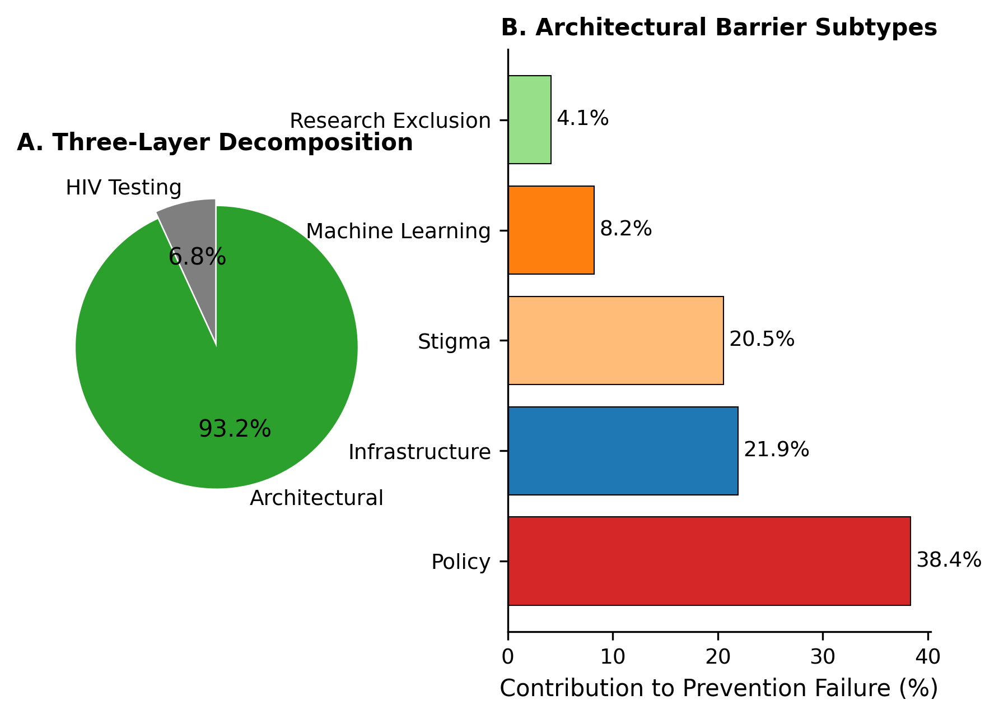 A. Three-Layer Decomposition
HIV Testing
6.8%
93.2%
Architectural
B. Architectural Barrier Subtypes
Research Exclusion
4.1%
Machine Learning
8.2%
Stigma
20.5%
Infrastructure
21.9%
Policy
38.4%
0 10 20 30 40
Contribution to Prevention Failure (%)